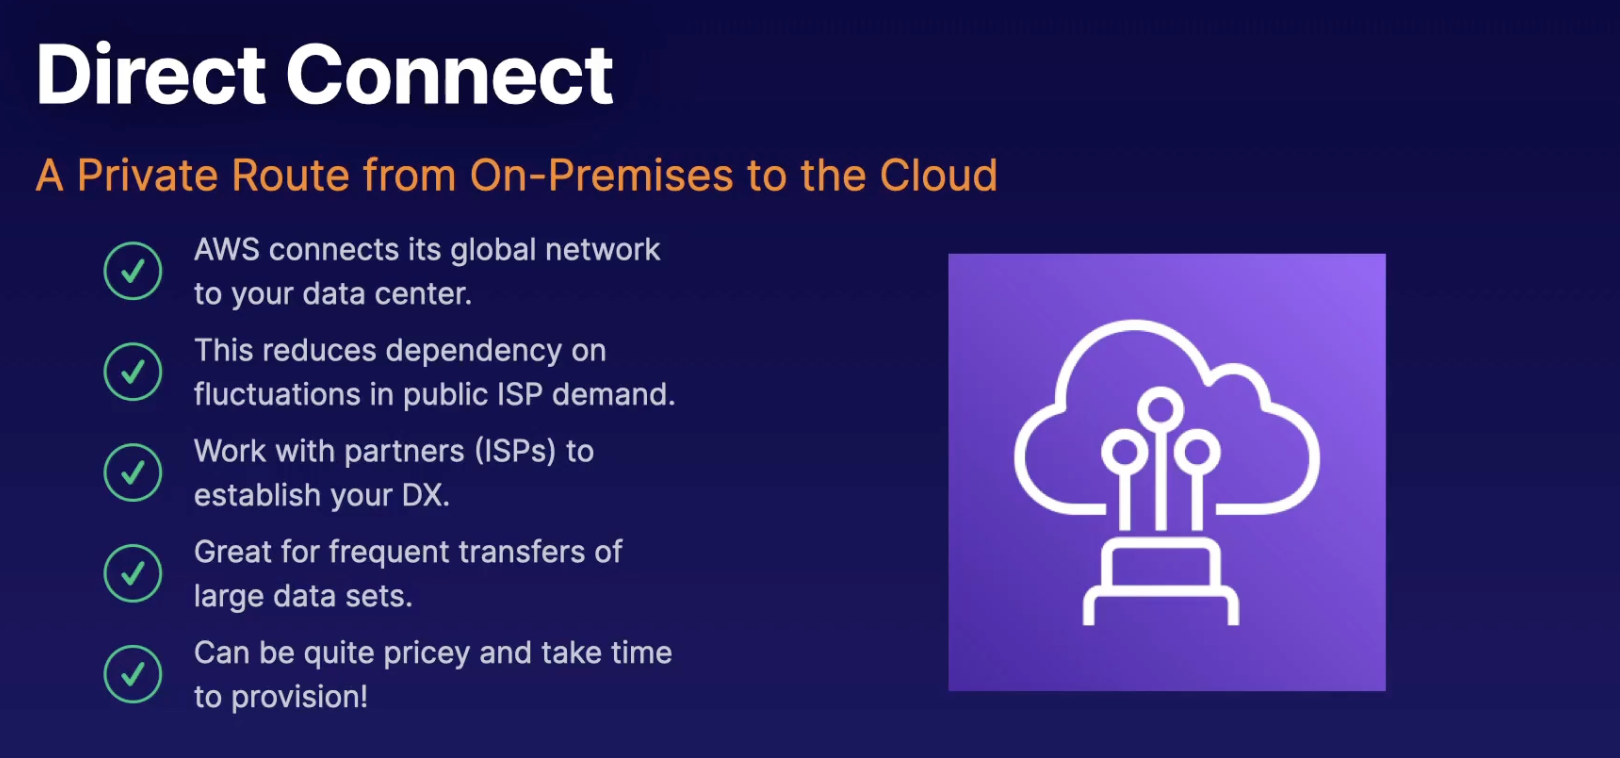 Direct Connect
A Private Route from On-Premises to the Cloud
AWS connects its global network
to your data center.
This reduces dependency on
fluctuations in public ISP demand.
Work with partners (ISPs) to
establish your DX.
Great for frequent transfers of
large data sets.
Can be quite pricey and take time
to provision!